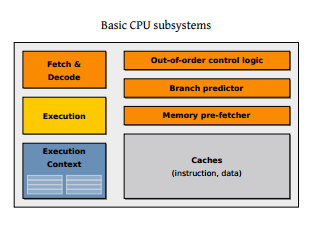 Basic CPU subsystems
Fetch &
Decode
Execution
Execution
Context
Out-of-order control logic
Branch predictor
Memory pre-fetcher
Caches
(instruction, data)